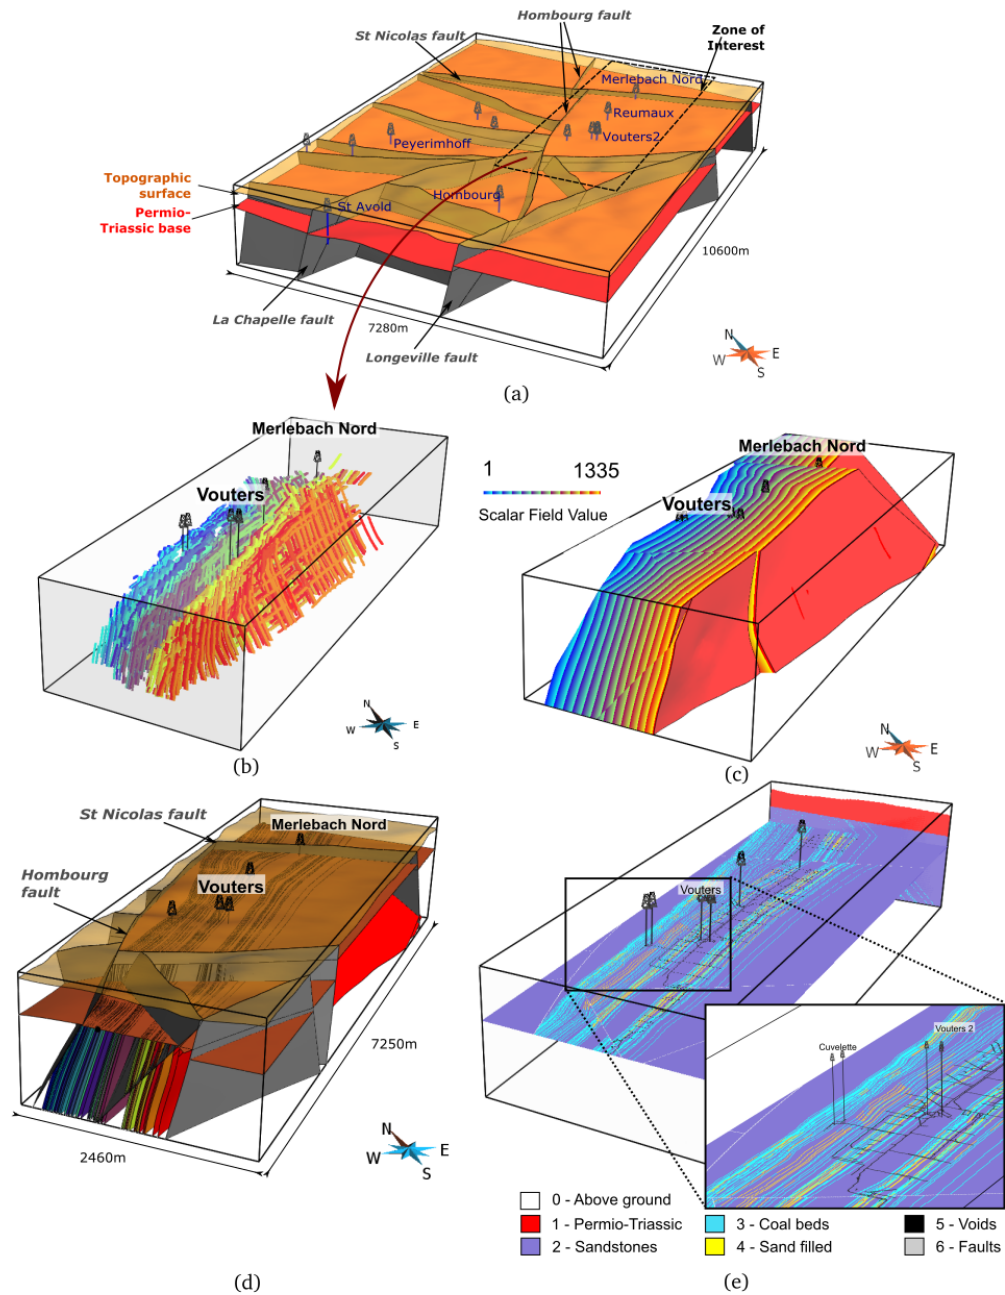 Hombourg fault
St Nicolas fault
Zone of
Interest
Merlebach Nord
Reumaux
Vouters2
Peyerimhoff
Topographic
surface
Hombourg
St Avold
Permio-
Triassic base
10600m
La Chapelle fault
7280m
Longeville fault
N
W
E
S
(a)
Merlebach Nord
Vouters
N
W
E
S
(b)
1
1335
Scalar Field Value
Merlebach Nord
Vouters
N
W
E
S
(c)
St Nicolas fault
Merlebach Nord
Hombourg
fault
Vouters
7250m
2460m
N
W
E
S
(d)
Vouters
Vouters 2
Cuvelette
0 - Above ground
1 - Permio-Triassic
2 - Sandstones
3 - Coal beds
4 - Sand filled
5 - Voids
6 - Faults
(e)